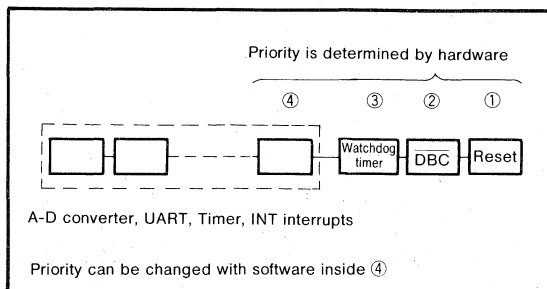 Priority is determined by hardware
④ ③ ② ①
Watchdog
timer
D̅B̅C̅
Reset
A-D converter, UART, Timer, INT interrupts
Priority can be changed with software inside ④